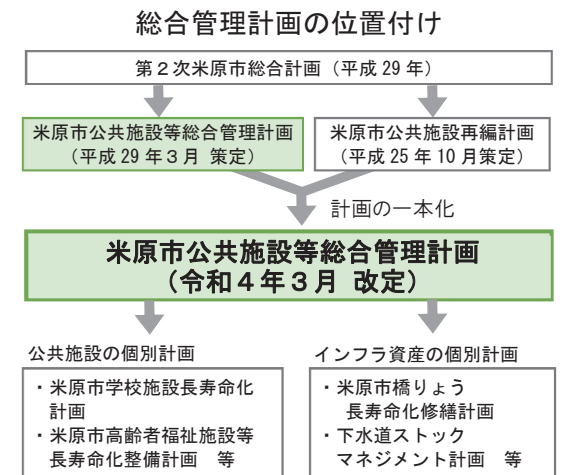 総合管理計画の位置付け
第２次米原市総合計画（平成 29 年）
米原市公共施設等総合管理計画
（平成 29 年３月 策定）
米原市公共施設再編計画
（平成 25 年 10 月策定）
計画の一本化
米原市公共施設等総合管理計画
（令和４年３月 改定）
公共施設の個別計画
・米原市学校施設長寿命化
計画
・米原市高齢者福祉施設等
長寿命化整備計画　等
インフラ資産の個別計画
・米原市橋りょう
長寿命化修繕計画
・下水道ストック
マネジメント計画　等